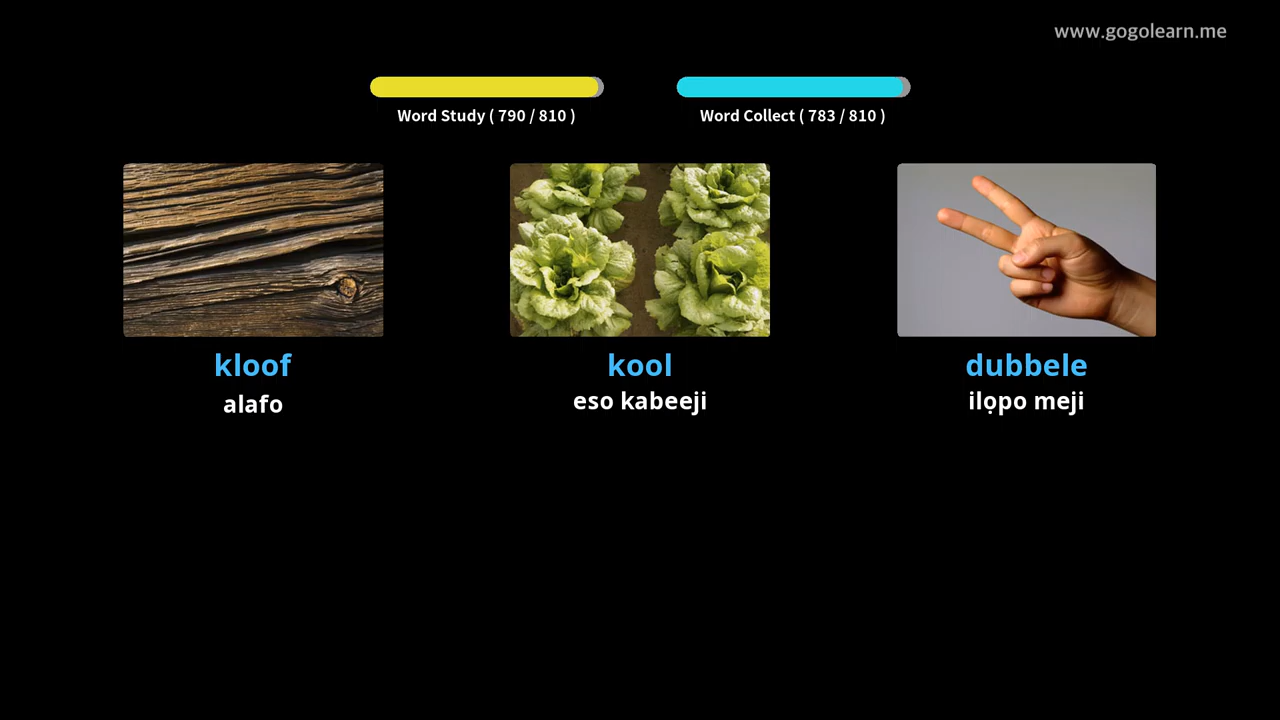 www.gogolearn.me
Word Study ( 790 / 810 )
Word Collect ( 783 / 810 )
kloof
alafo
kool
eso kabeeji
dubbele
ilọpo meji